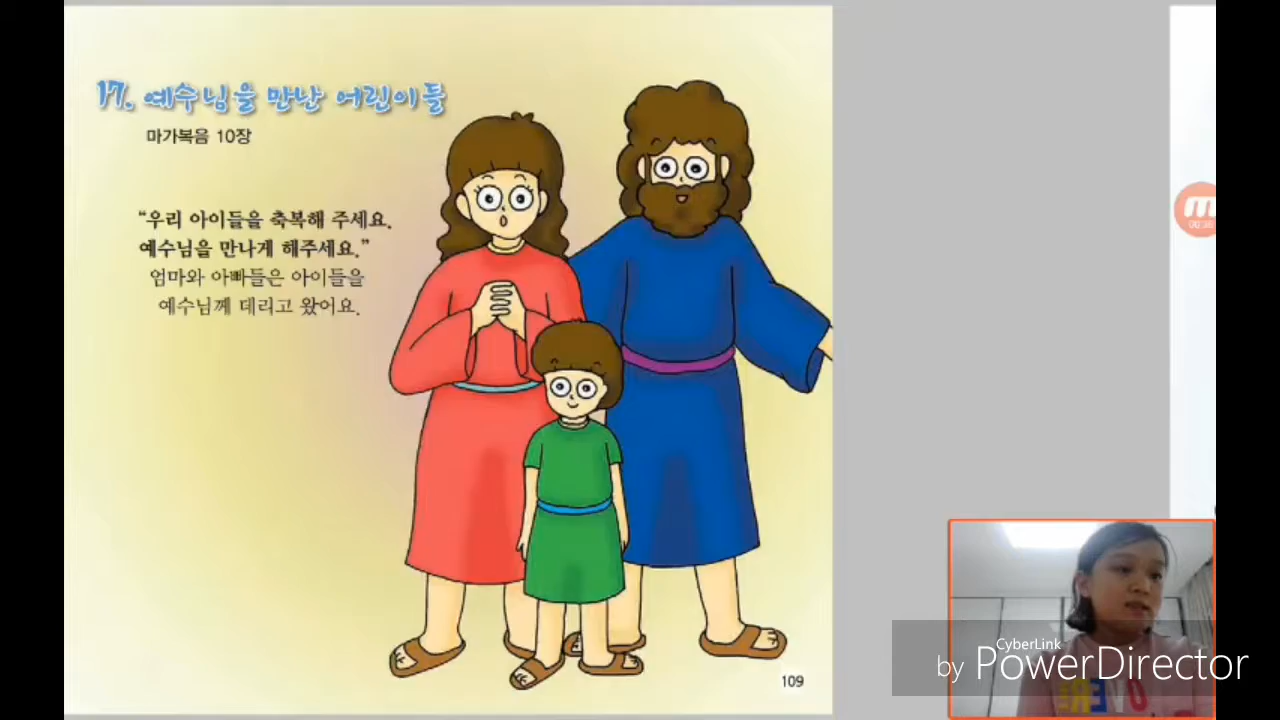 17. 예수님을 만난 어린이들
마가복음 10장
“우리 아이들을 축복해 주세요.
예수님을 만나게 해주세요.”
엄마와 아빠들은 아이들을
예수님께 데리고 왔어요.
109
00:30
CyberLink
by PowerDirector